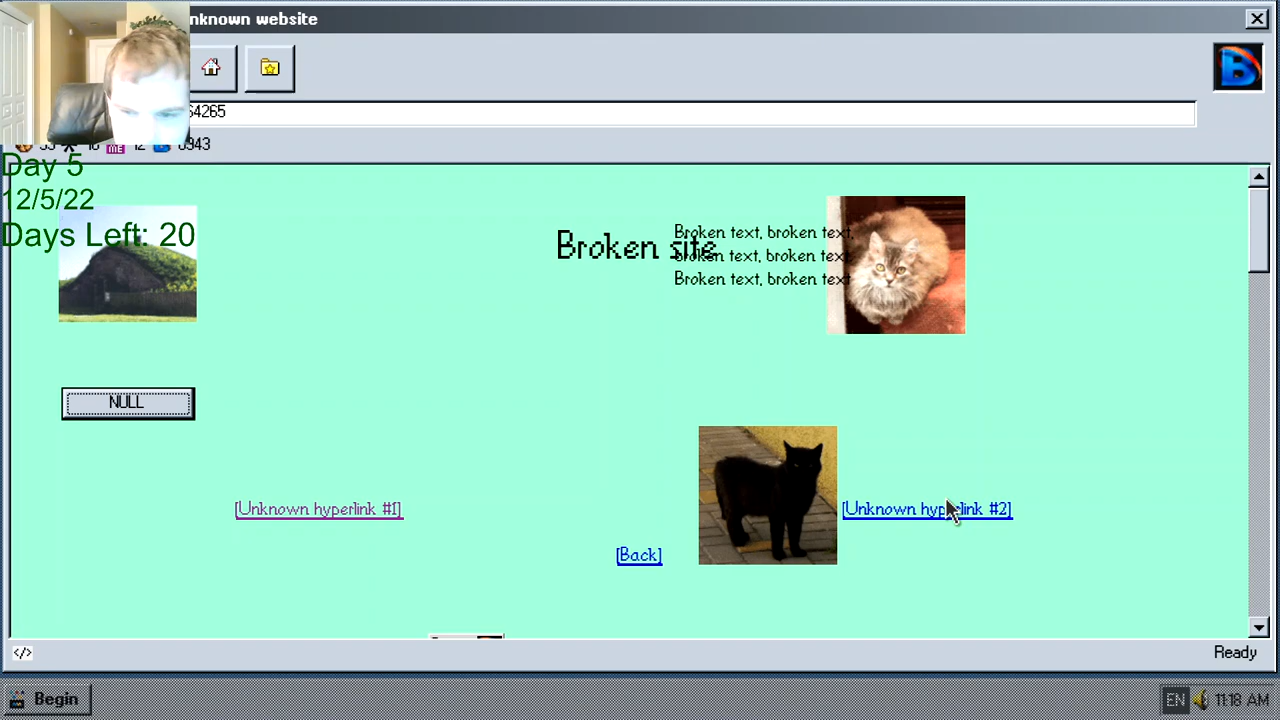 nknown website
64265
12
Day 5
12/5/22
Days Left: 20
Broken site
Broken text, broken text,
Broken text, broken text,
Broken text, broken text
NULL
[Unknown hyperlink #1]
[Unknown hyperlink #2]
[Back]
</> Ready
Begin
EN 11:18 AM